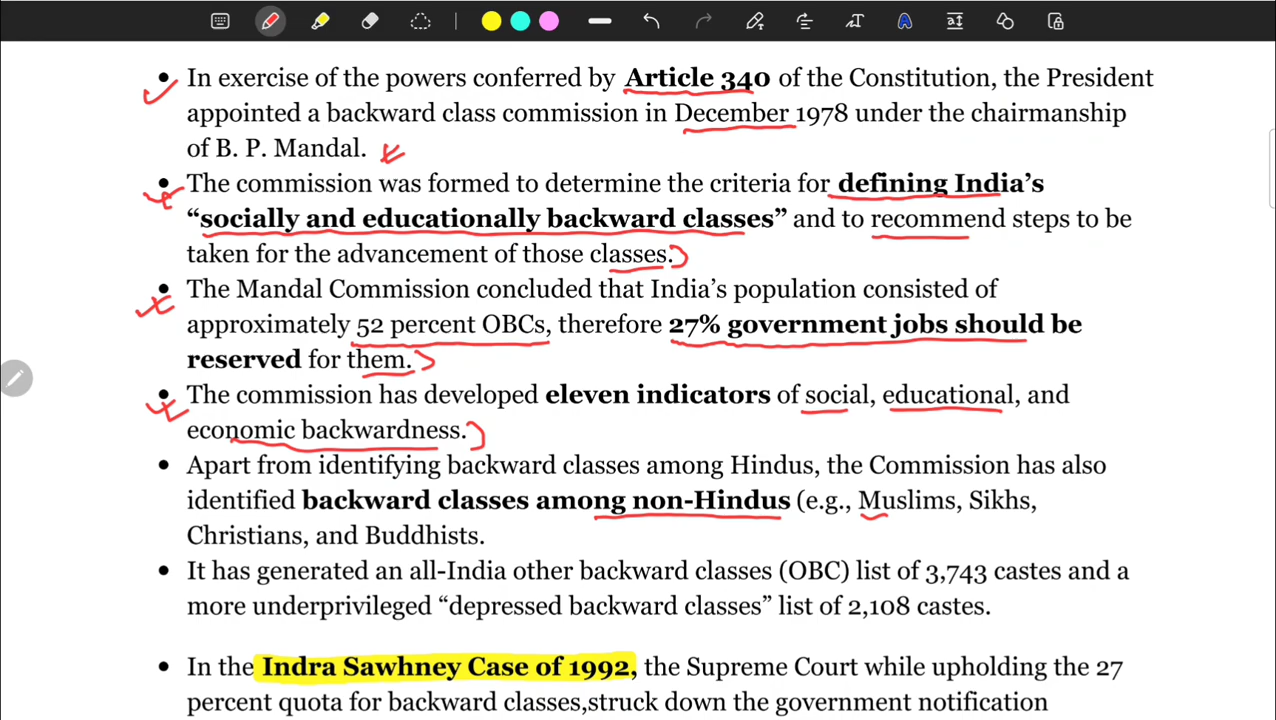 • In exercise of the powers conferred by Article 340 of the Constitution, the President
appointed a backward class commission in December 1978 under the chairmanship
of B. P. Mandal.
• The commission was formed to determine the criteria for defining India’s
“socially and educationally backward classes” and to recommend steps to be
taken for the advancement of those classes.
• The Mandal Commission concluded that India’s population consisted of
approximately 52 percent OBCs, therefore 27% government jobs should be
reserved for them.
• The commission has developed eleven indicators of social, educational, and
economic backwardness.
• Apart from identifying backward classes among Hindus, the Commission has also
identified backward classes among non-Hindus (e.g., Muslims, Sikhs,
Christians, and Buddhists.
• It has generated an all-India other backward classes (OBC) list of 3,743 castes and a
more underprivileged “depressed backward classes” list of 2,108 castes.
• In the Indra Sawhney Case of 1992, the Supreme Court while upholding the 27
percent quota for backward classes,struck down the government notification